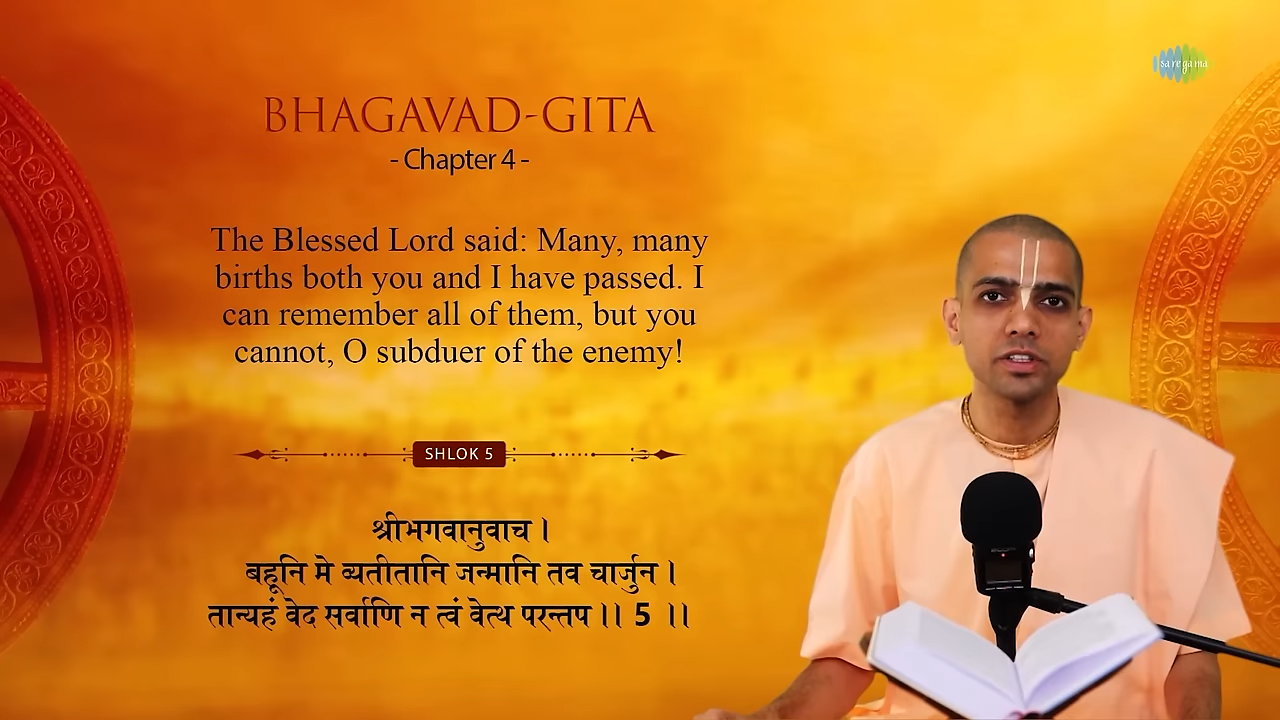 saregama
BHAGAVAD-GITA
- Chapter 4 -
The Blessed Lord said: Many, many
births both you and I have passed. I
can remember all of them, but you
cannot, O subduer of the enemy!
SHLOK 5
श्रीभगवानुवाच ।
बहूनि मे व्यतीतानि जन्मानि तव चार्जुन ।
तान्यहं वेद सर्वाणि न त्वं वेत्थ परन्तप ।। 5 ।।